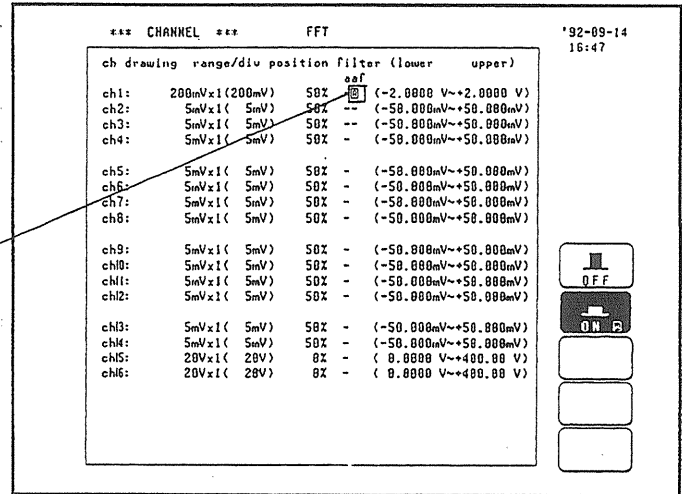 *** CHANNEL *** FFT '92-09-14
16:47
ch drawing range/div position filter (lower upper)
aaf
ch1: 200mVx1(200mV) 50% (-2.0000 V~+2.0000 V)
ch2: 5mVx1( 5mV) 50% -- (-50.000mV~+50.000mV)
ch3: 5mVx1( 5mV) 50% -- (-50.000mV~+50.000mV)
ch4: 5mVx1( 5mV) 50% - (-50.000mV~+50.000mV)
ch5: 5mVx1( 5mV) 50% - (-50.000mV~+50.000mV)
ch6: 5mVx1( 5mV) 50% - (-50.000mV~+50.000mV)
ch7: 5mVx1( 5mV) 50% - (-50.000mV~+50.000mV)
ch8: 5mVx1( 5mV) 50% - (-50.000mV~+50.000mV)
ch9: 5mVx1( 5mV) 50% - (-50.000mV~+50.000mV)
ch10: 5mVx1( 5mV) 50% - (-50.000mV~+50.000mV)
ch11: 5mVx1( 5mV) 50% - (-50.000mV~+50.000mV)
ch12: 5mVx1( 5mV) 50% - (-50.000mV~+50.000mV)
ch13: 5mVx1( 5mV) 50% - (-50.000mV~+50.000mV)
ch14: 5mVx1( 5mV) 50% - (-50.000mV~+50.000mV)
ch15: 20Vx1( 20V) 0% - ( 0.0000 V~+400.00 V)
ch16: 20Vx1( 20V) 0% - ( 0.0000 V~+400.00 V)
OFF
ON